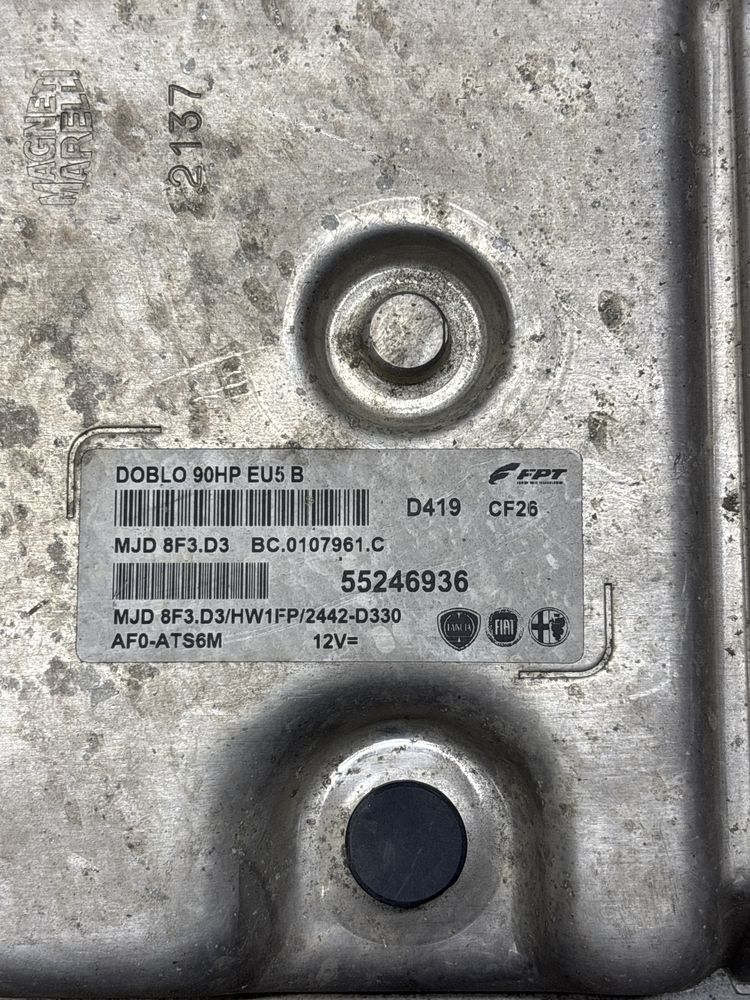 MAGNETI
MARELLI
2137
DOBLO 90HP EU5 B
FPT
D419 CF26
MJD 8F3.D3 BC.0107961.C
55246936
MJD 8F3.D3/HW1FP/2442-D330
AF0-ATS6M 12V=
LANCIA FIAT